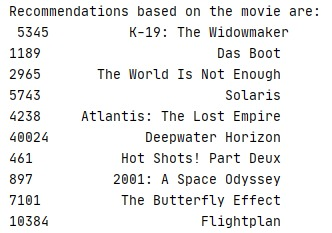 Recommendations based on the movie are:
5345 K-19: The Widowmaker
1189 Das Boot
2965 The World Is Not Enough
5743 Solaris
4238 Atlantis: The Lost Empire
40024 Deepwater Horizon
461 Hot Shots! Part Deux
897 2001: A Space Odyssey
7101 The Butterfly Effect
10384 Flightplan